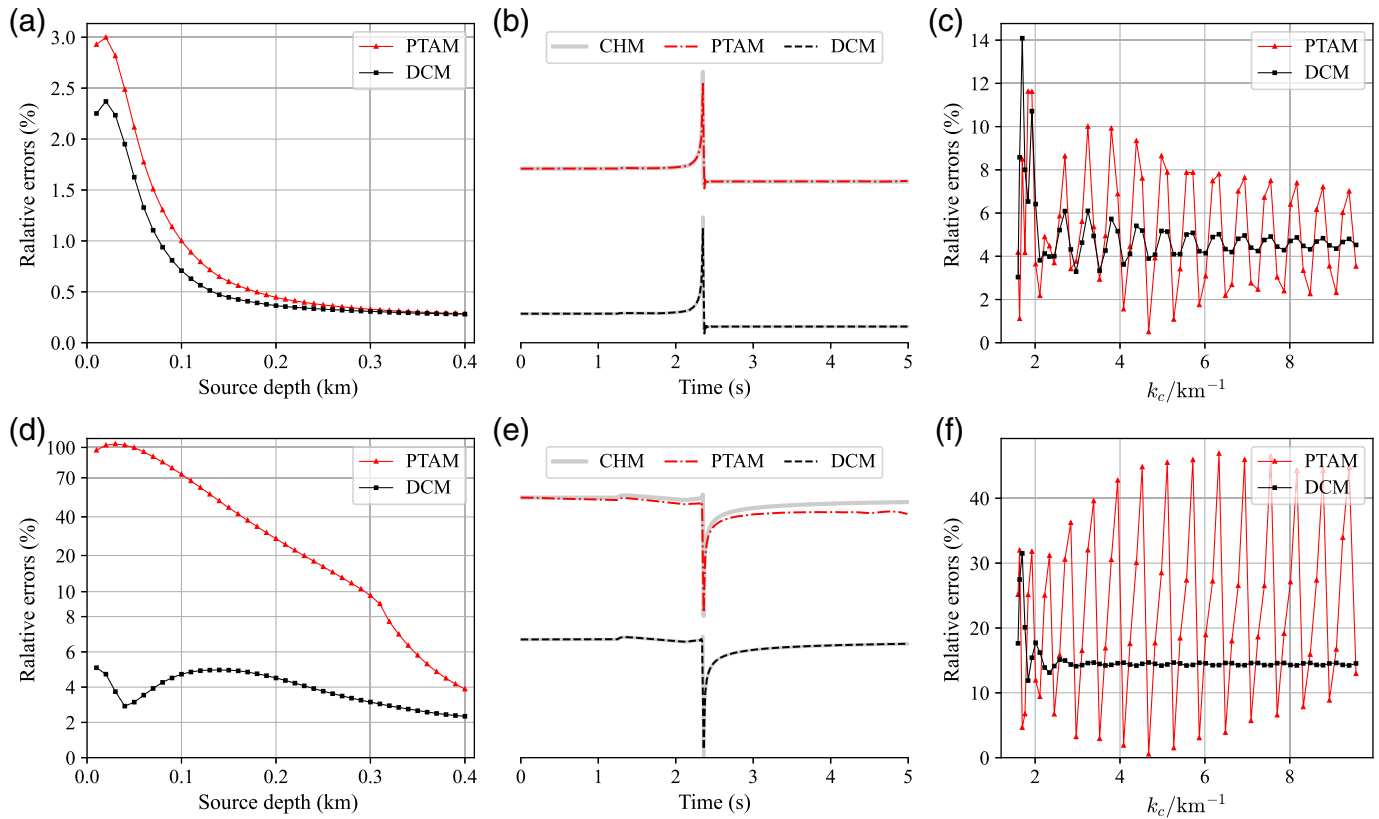 (a)
PTAM
DCM
3.0
2.5
2.0
1.5
1.0
0.5
0.0
Ralative errors (%)
0.0 0.1 0.2 0.3 0.4
Source depth (km)
(b)
CHM PTAM DCM
0 1 2 3 4 5
Time (s)
(c)
PTAM
DCM
14
12
10
8
6
4
2
0
Ralative errors (%)
2 4 6 8
k_c/km⁻¹
(d)
PTAM
DCM
100
70
40
20
10
8
6
4
2
0
Ralative errors (%)
0.0 0.1 0.2 0.3 0.4
Source depth (km)
(e)
CHM PTAM DCM
0 1 2 3 4 5
Time (s)
(f)
PTAM
DCM
40
30
20
10
0
Ralative errors (%)
2 4 6 8
k_c/km⁻¹